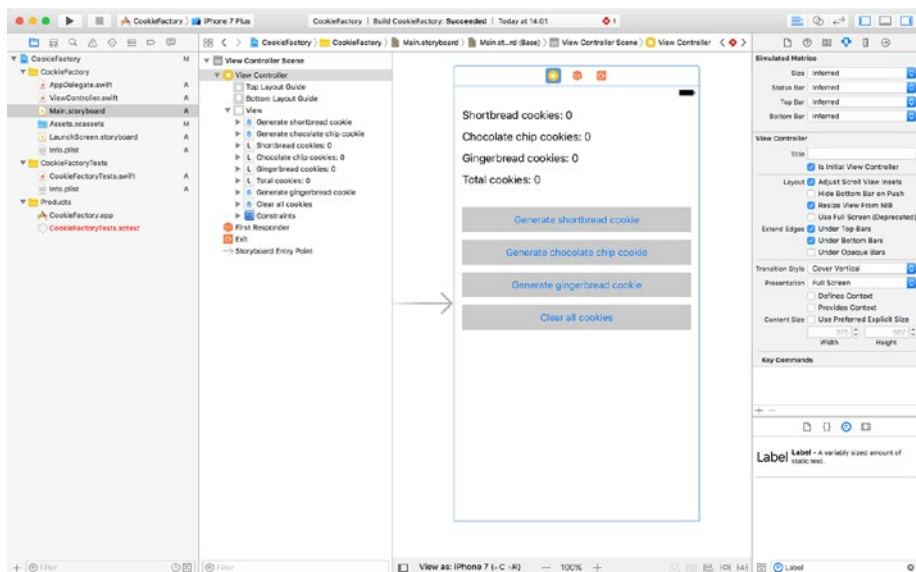 CookieFactory
iPhone 7 Plus
CookieFactory | Build CookieFactory: Succeeded | Today at 14:01
1
CookieFactory
CookieFactory
Main.storyboard
Main.st...rd (Base)
View Controller Scene
View Controller
CookieFactory M
CookieFactory
AppDelegate.swift A
ViewController.swift A
Main.storyboard A
Assets.xcassets A
LaunchScreen.storyboard A
Info.plist A
CookieFactoryTests
CookieFactoryTests.swift A
Info.plist A
Products
CookieFactory.app
CookieFactoryTests.xctest
Filter
View Controller Scene
View Controller
Top Layout Guide
Bottom Layout Guide
View
B Generate shortbread cookie
B Generate chocolate chip cookie
L Shortbread cookies: 0
L Chocolate chip cookies: 0
L Gingerbread cookies: 0
L Total cookies: 0
B Generate gingerbread cookie
B Clear all cookies
Constraints
First Responder
Exit
Storyboard Entry Point
Filter
Shortbread cookies: 0
Chocolate chip cookies: 0
Gingerbread cookies: 0
Total cookies: 0
Generate shortbread cookie
Generate chocolate chip cookie
Generate gingerbread cookie
Clear all cookies
View as: iPhone 7 (wC hR)
— 100% +
Simulated Metrics
Size Inferred
Status Bar Inferred
Top Bar Inferred
Bottom Bar Inferred
View Controller
Title
Is Initial View Controller
Layout Adjust Scroll View Insets
Hide Bottom Bar on Push
Resize View From NIB
Use Full Screen (Deprecated)
Extend Edges Under Top Bars
Under Bottom Bars
Under Opaque Bars
Transition Style Cover Vertical
Presentation Full Screen
Defines Context
Provides Context
Content Size Use Preferred Explicit Size
375 667
Width Height
Key Commands
+ −
{}
Label Label - A variably sized amount of
static text.
Label